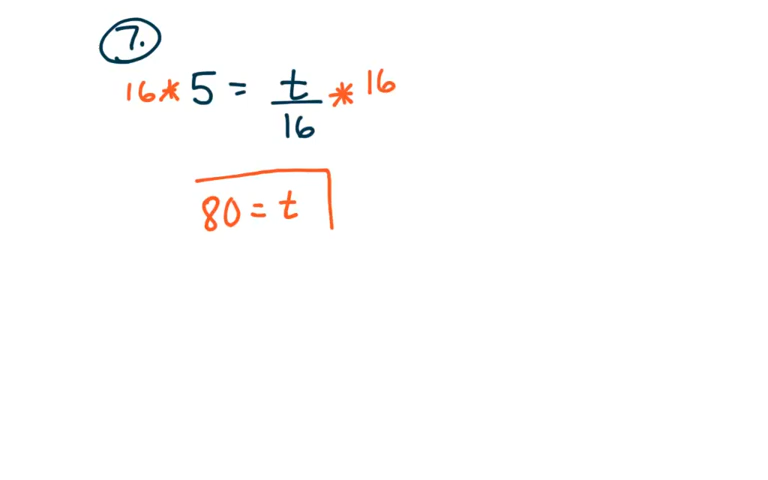 7.
16 * 5 = t/16 * 16
80 = t